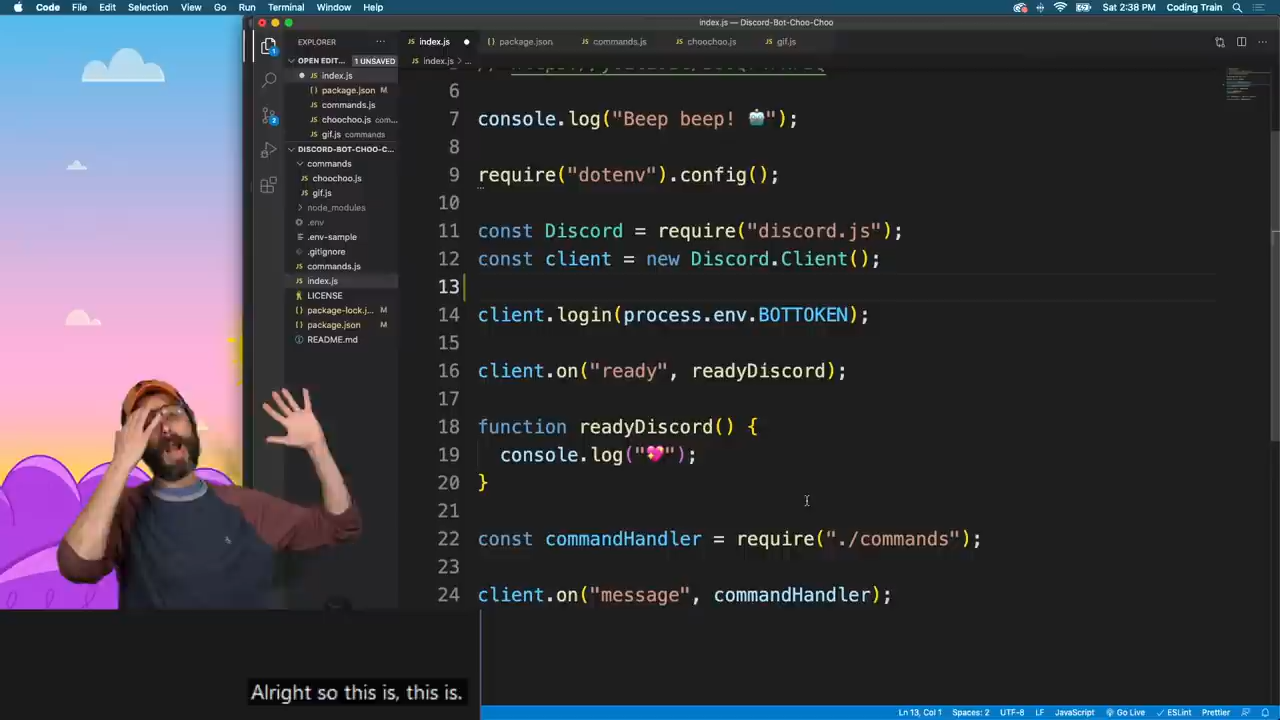 Code File Edit Selection View Go Run Terminal Window Help Sat 2:38 PM Coding Train
index.js — Discord-Bot-Choo-Choo
EXPLORER ... index.js package.json commands.js choochoo.js gif.js
OPEN EDIT... 1 UNSAVED index.js > ...
index.js
package.json M
commands.js
choochoo.js com...
gif.js commands
DISCORD-BOT-CHOO-C...
commands
choochoo.js
gif.js
node_modules
.env
.env-sample
.gitignore
commands.js
index.js
LICENSE
package-lock.j... M
package.json M
README.md
6
7 console.log("Beep beep! 🤖");
8
9 require("dotenv").config();
10
11 const Discord = require("discord.js");
12 const client = new Discord.Client();
13
14 client.login(process.env.BOTTOKEN);
15
16 client.on("ready", readyDiscord);
17
18 function readyDiscord() {
19 console.log("💖");
20 }
21
22 const commandHandler = require("./commands");
23
24 client.on("message", commandHandler);
Alright so this is, this is.
Ln 13, Col 1 Spaces: 2 UTF-8 LF JavaScript Go Live ESLint Prettier